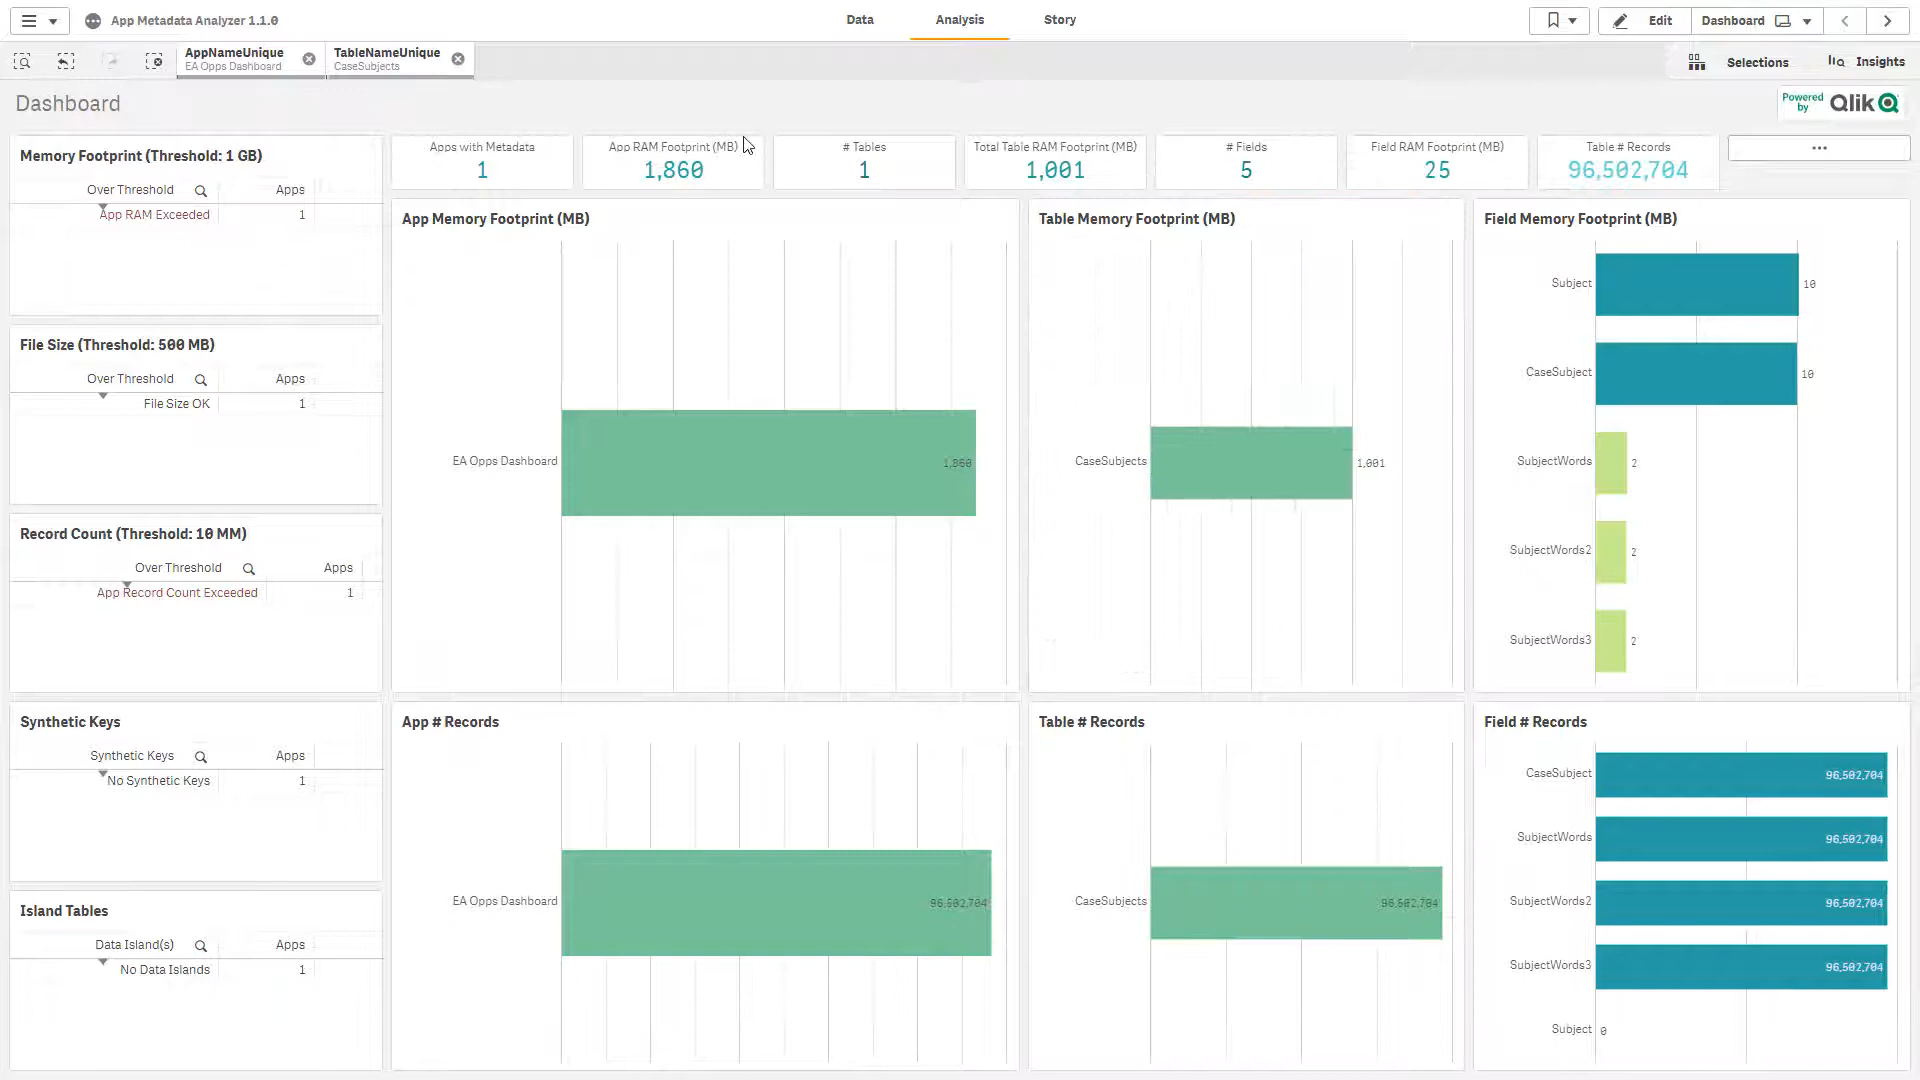 App Metadata Analyzer 1.1.0
Data
Analysis
Story
Edit
Dashboard
AppNameUnique
EA Opps Dashboard
TableNameUnique
CaseSubjects
Selections
Insights
Dashboard
Powered by
Qlik
Memory Footprint (Threshold: 1 GB)
Over Threshold Apps
App RAM Exceeded 1
File Size (Threshold: 500 MB)
Over Threshold Apps
File Size OK 1
Record Count (Threshold: 10 MM)
Over Threshold Apps
App Record Count Exceeded 1
Synthetic Keys
Synthetic Keys Apps
No Synthetic Keys 1
Island Tables
Data Island(s) Apps
No Data Islands 1
Apps with Metadata
1
App RAM Footprint (MB)
1,860
# Tables
1
Total Table RAM Footprint (MB)
1,001
# Fields
5
Field RAM Footprint (MB)
25
Table # Records
96,502,704
...
App Memory Footprint (MB)
EA Opps Dashboard 1,860
Table Memory Footprint (MB)
CaseSubjects 1,001
Field Memory Footprint (MB)
Subject 10
CaseSubject 10
SubjectWords 2
SubjectWords2 2
SubjectWords3 2
App # Records
EA Opps Dashboard 96,502,704
Table # Records
CaseSubjects 96,502,704
Field # Records
CaseSubject 96,502,704
SubjectWords 96,502,704
SubjectWords2 96,502,704
SubjectWords3 96,502,704
Subject 0